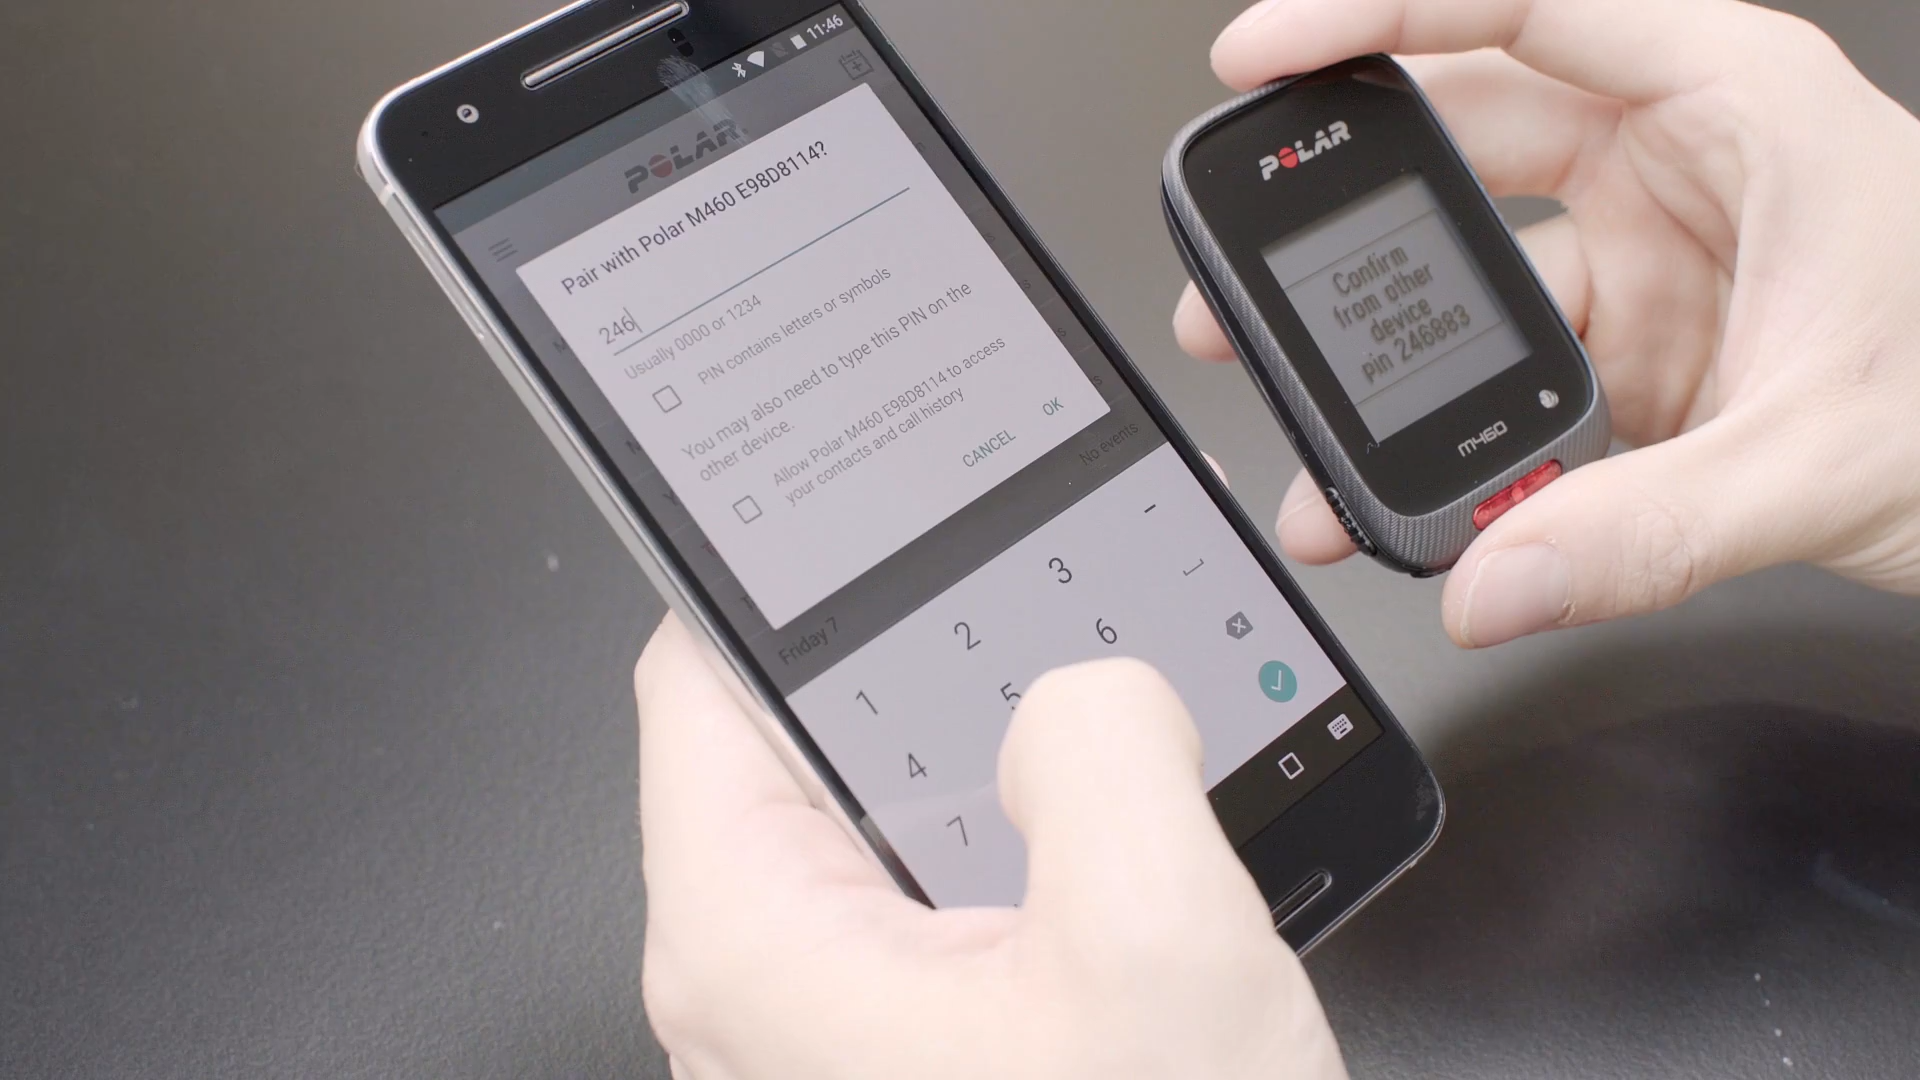 11:46
POLAR
Pair with Polar M460 E98D8114?
246
Usually 0000 or 1234
PIN contains letters or symbols
You may also need to type this PIN on the
other device.
Allow Polar M460 E98D8114 to access
your contacts and call history
CANCEL OK
No events
Friday 7
1 2 3 -
4 5 6
7
POLAR
Confirm
from other
device
pin 246883
M460